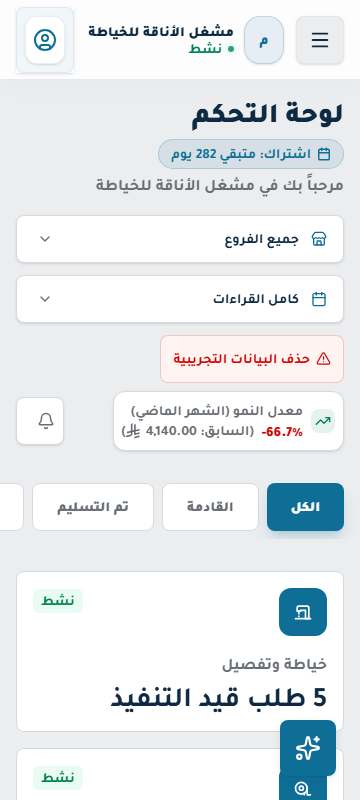 م
مشغل الأناقة للخياطة
نشط
لوحة التحكم
اشتراك: متبقي 282 يوم
مرحباً بك في مشغل الأناقة للخياطة
جميع الفروع
كامل القراءات
حذف البيانات التجريبية
معدل النمو (الشهر الماضي)
-66.7% (السابق: 4,140.00 ⃁)
الكل
القادمة
تم التسليم
نشط
خياطة وتفصيل
5 طلب قيد التنفيذ
نشط